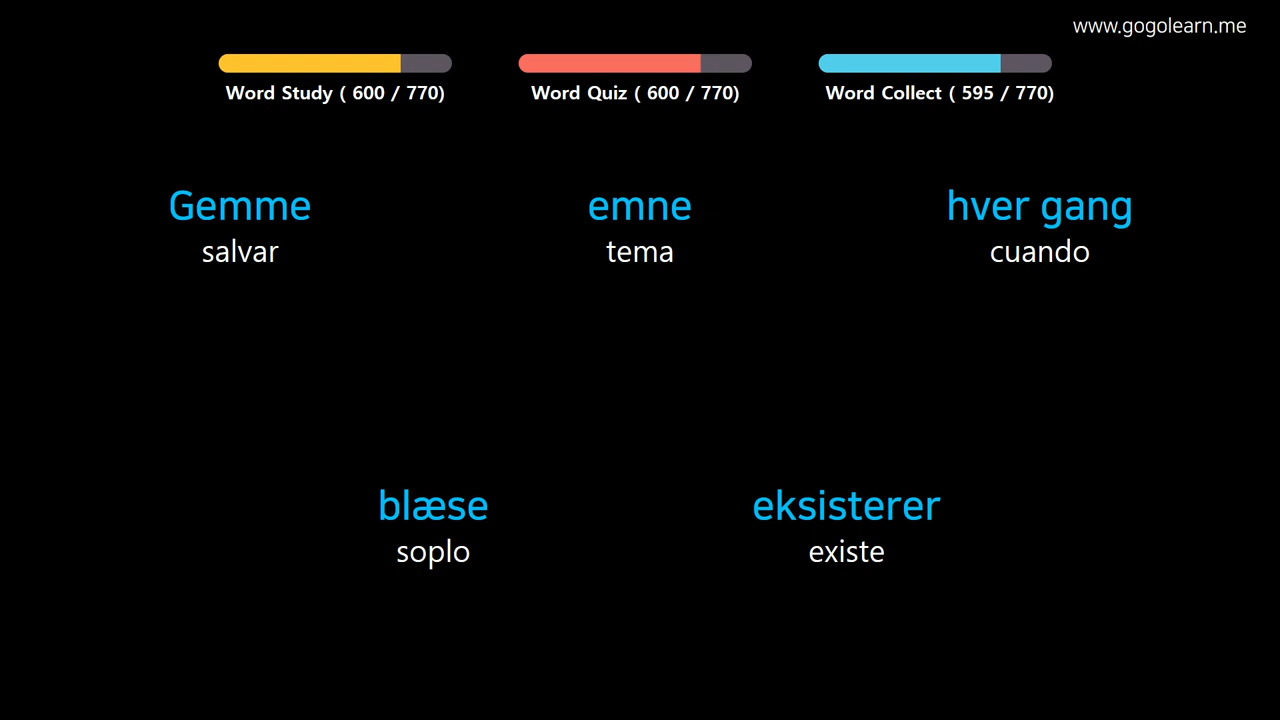 www.gogolearn.me
Word Study ( 600 / 770)
Word Quiz ( 600 / 770)
Word Collect ( 595 / 770)
Gemme
salvar
emne
tema
hver gang
cuando
blæse
soplo
eksisterer
existe